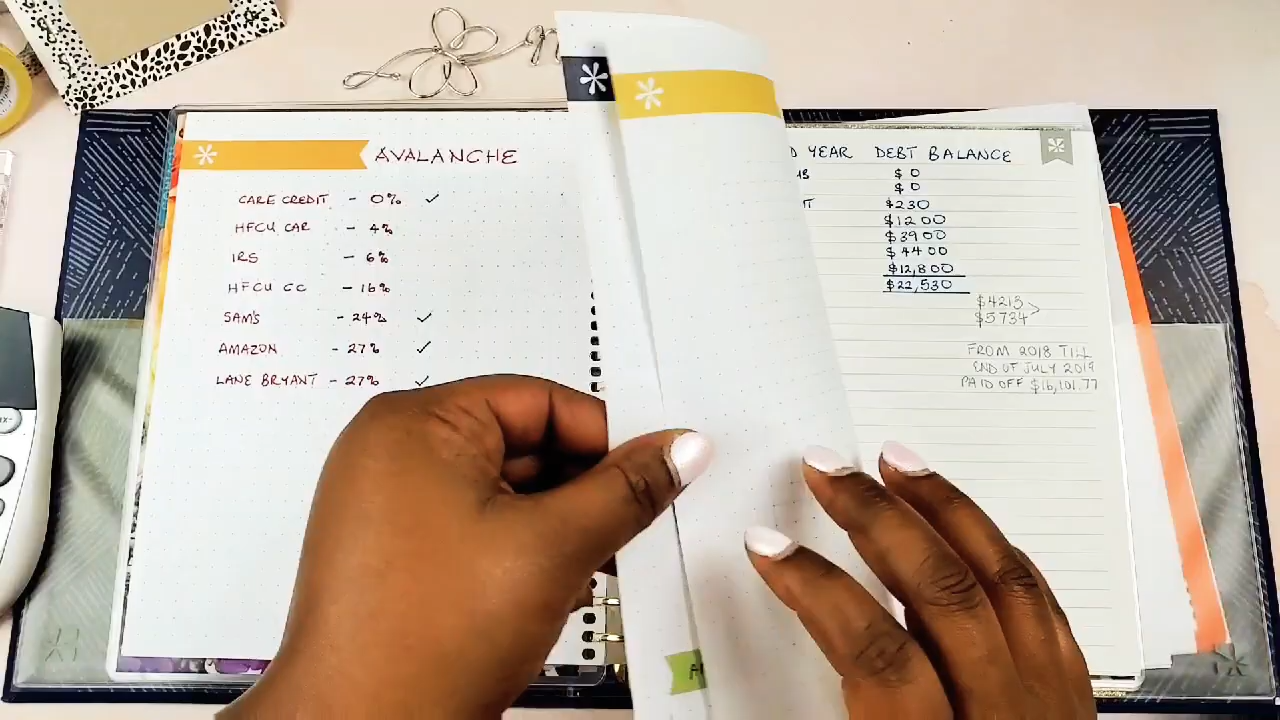 AVALANCHE
CARE CREDIT - 0% ✓
HFCU CAR - 4%
IRS - 6%
HFCU CC - 16%
SAM'S - 24% ✓
AMAZON - 27% ✓
LANE BRYANT - 27% ✓
YEAR DEBT BALANCE
$0
$0
$230
$1200
$3900
$4400
$12,800
$22,530
$4213
$5734
FROM 2018 TILL
END OF JULY 2019
PAID OFF $16,101.77